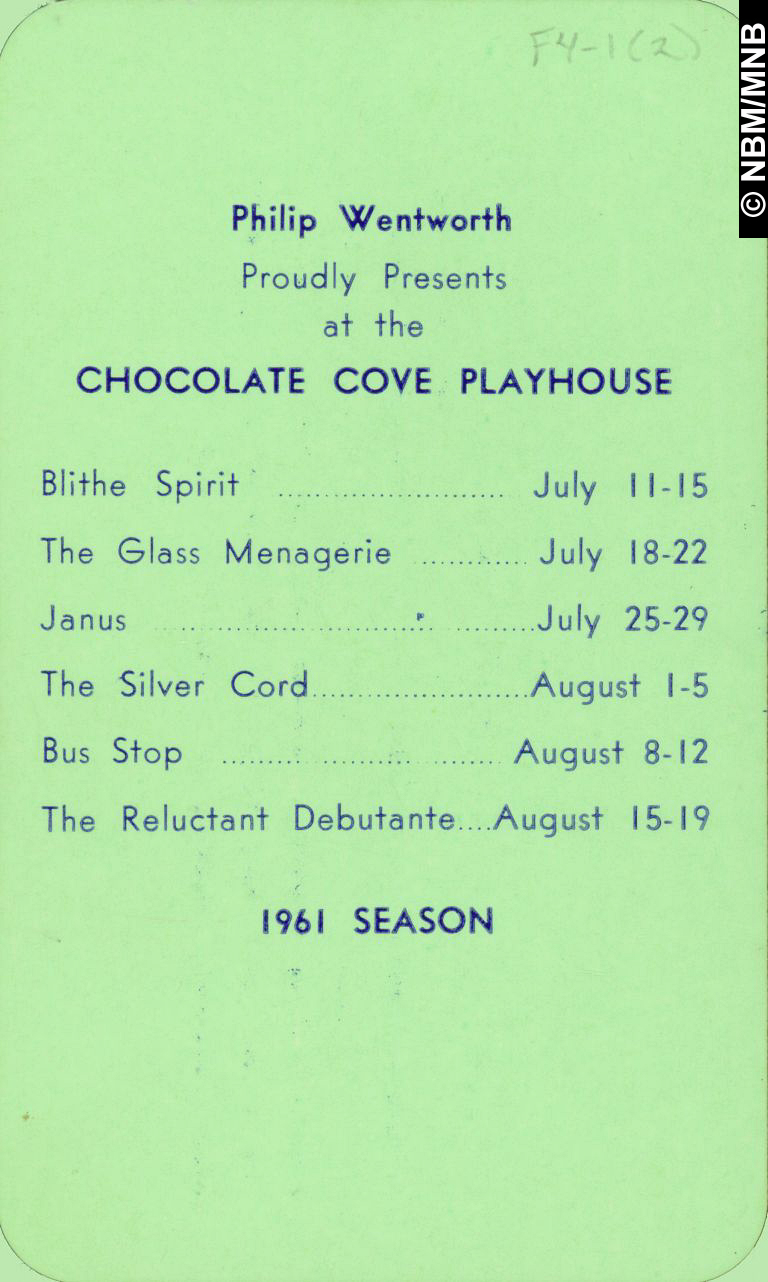 F4-1(2)
© NBM/MNB
Philip Wentworth
Proudly Presents
at the
CHOCOLATE COVE PLAYHOUSE
Blithe Spirit ........................ July 11-15
The Glass Menagerie ............ July 18-22
Janus ...................................July 25-29
The Silver Cord.......................August 1-5
Bus Stop ............................ August 8-12
The Reluctant Debutante....August 15-19
1961 SEASON